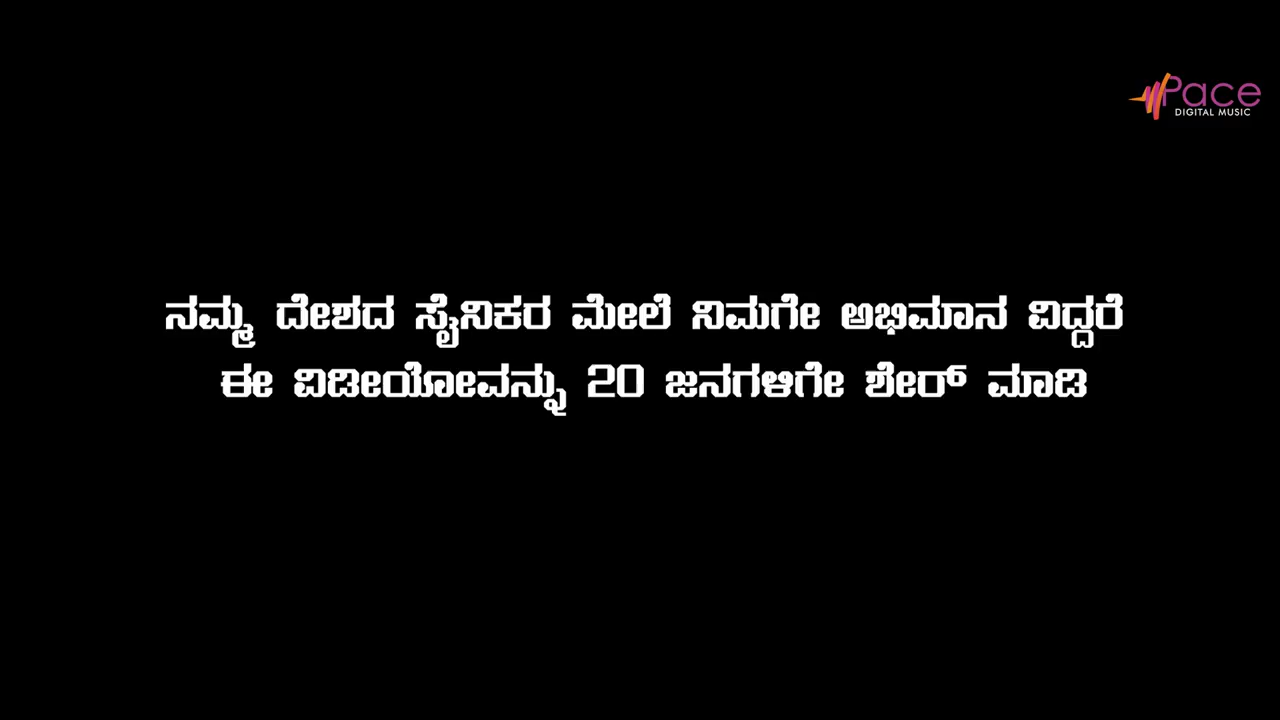 Pace
DIGITAL MUSIC
ನಮ್ಮ ದೇಶದ ಸೈನಿಕರ ಮೇಲೆ ನಿಮಗೇ ಅಭಿಮಾನ ವಿದ್ದರೆ
ಈ ವಿಡೀಯೋವನ್ನು 20 ಜನಗಳಿಗೇ ಶೇರ್ ಮಾಡಿ